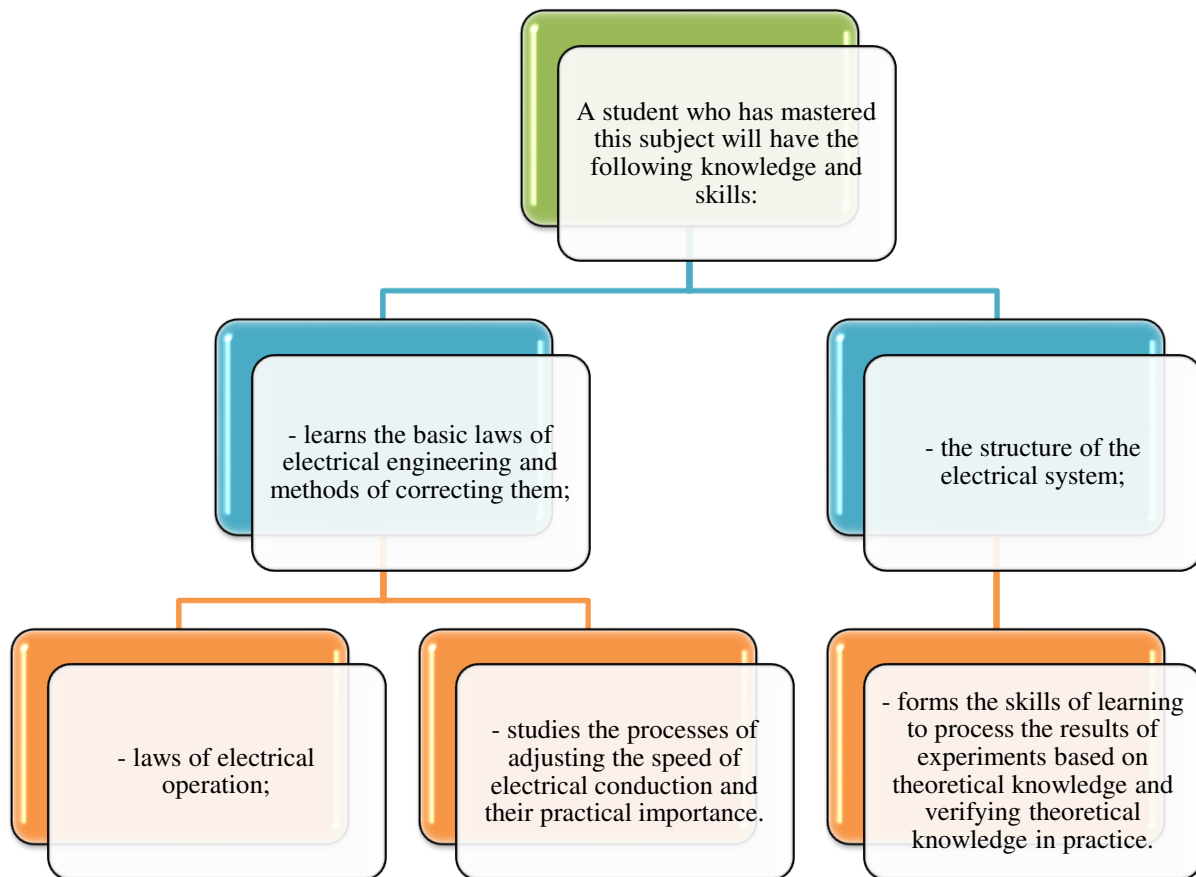 A student who has mastered
this subject will have the
following knowledge and
skills:
- learns the basic laws of
electrical engineering and
methods of correcting them;
- the structure of the
electrical system;
- laws of electrical
operation;
- studies the processes of
adjusting the speed of
electrical conduction and
their practical importance.
- forms the skills of learning
to process the results of
experiments based on
theoretical knowledge and
verifying theoretical
knowledge in practice.